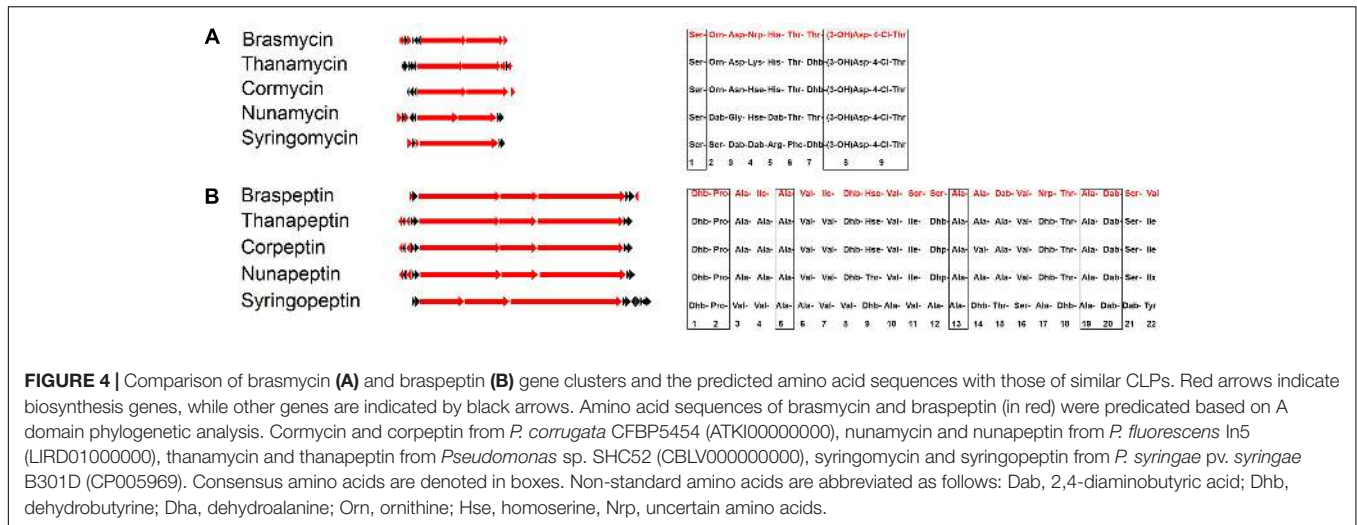 A Brasmycin Ser- Orn- Asp- Nrp- His- Thr- Thr- (3-OH)Asp- 4-Cl-Thr
Thanamycin Ser- Orn- Asp- Lys- His- Thr- Dhb- (3-OH)Asp- 4-Cl-Thr
Cormycin Ser- Orn- Asn- Hse- His- Thr- Dhb- (3-OH)Asp- 4-Cl-Thr
Nunamycin Ser- Dab- Gly- Hse- Dab- Thr- Thr- (3-OH)Asp- 4-Cl-Thr
Syringomycin Ser- Ser- Dab- Dab- Arg- Phe- Dhb- (3-OH)Asp- 4-Cl-Thr
1 2 3 4 5 6 7 8 9
B Braspeptin Dhb- Pro- Ala- Ile- Ala- Val- Ile- Dhb- Hse- Val- Ser- Ser- Ala- Ala- Dab- Val- Nrp- Thr- Ala- Dab- Ser- Val
Thanapeptin Dhb- Pro- Ala- Ala- Ala- Val- Val- Dhb- Hse- Val- Ile- Dhb- Ala- Ala- Ala- Val- Dhb- Thr- Ala- Dab- Ser- Ile
Corpeptin Dhb- Pro- Ala- Ala- Ala- Val- Val- Dhb- Hse- Val- Ile- Dhp- Ala- Val- Ala- Val- Dhb- Thr- Ala- Dab- Ser- Ile
Nunapeptin Dhb- Pro- Ala- Ala- Ala- Val- Val- Dhb- Thr- Val- Ile- Dhp- Ala- Ala- Ala- Val- Dhb- Thr- Ala- Dab- Ser-
Syringopeptin Dhb- Pro- Val- Val- Ala- Ala- Val- Val- Dhb- Ala- Val- Ala- Ala- Dhb- Thr- Ser- Ala- Dhb- Ala- Dab- Dab- Tyr
1 2 3 4 5 6 7 8 9 10 11 12 13 14 15 16 17 18 19 20 21 22
FIGURE 4 | Comparison of brasmycin (A) and braspeptin (B) gene clusters and the predicted amino acid sequences with those of similar CLPs. Red arrows indicate
biosynthesis genes, while other genes are indicated by black arrows. Amino acid sequences of brasmycin and braspeptin (in red) were predicated based on A
domain phylogenetic analysis. Cormycin and corpeptin from P. corrugata CFBP5454 (ATKI00000000), nunamycin and nunapeptin from P. fluorescens In5
(LIRD01000000), thanamycin and thanapeptin from Pseudomonas sp. SHC52 (CBLV000000000), syringomycin and syringopeptin from P. syringae pv. syringae
B301D (CP005969). Consensus amino acids are denoted in boxes. Non-standard amino acids are abbreviated as follows: Dab, 2,4-diaminobutyric acid; Dhb,
dehydrobutyrine; Dha, dehydroalanine; Orn, ornithine; Hse, homoserine, Nrp, uncertain amino acids.